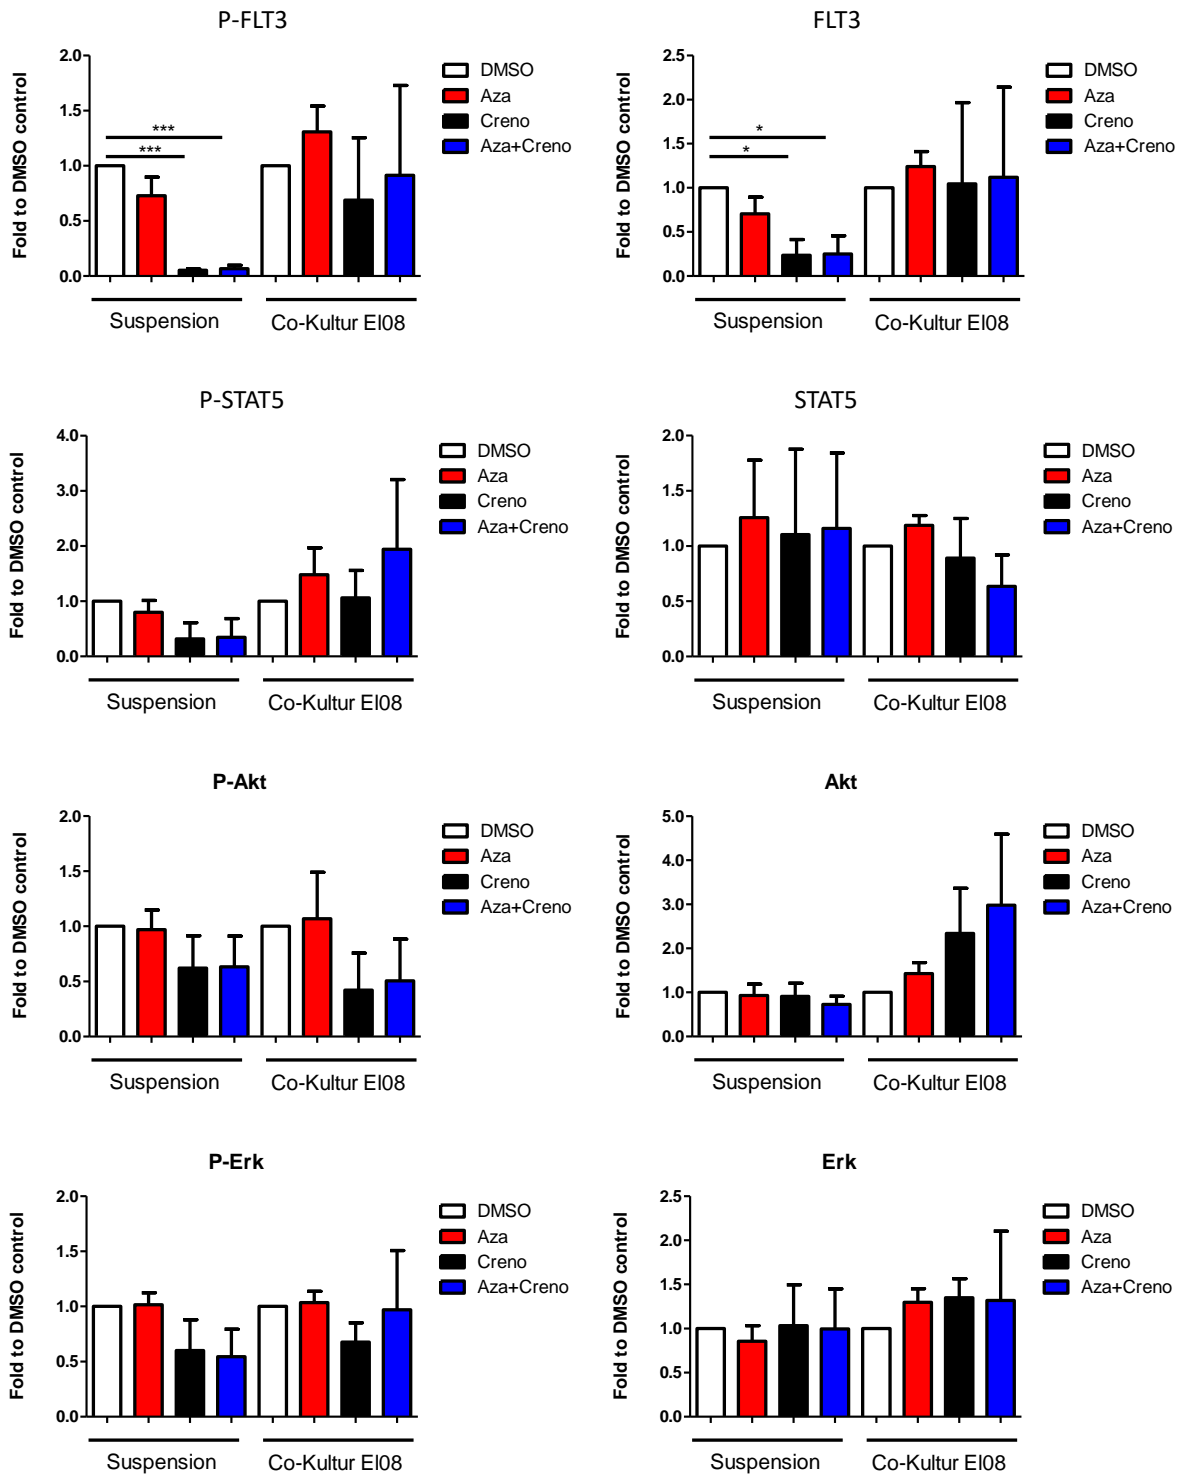 P-FLT3
Fold to DMSO control
2.0
1.5
1.0
0.5
0.0
***
***
DMSO
Aza
Creno
Aza+Creno
Suspension
Co-Kultur El08
FLT3
Fold to DMSO control
2.5
2.0
1.5
1.0
0.5
0.0
*
*
DMSO
Aza
Creno
Aza+Creno
Suspension
Co-Kultur El08
P-STAT5
Fold to DMSO control
4.0
3.0
2.0
1.0
0.0
DMSO
Aza
Creno
Aza+Creno
Suspension
Co-Kultur El08
STAT5
Fold to DMSO control
2.0
1.5
1.0
0.5
0.0
DMSO
Aza
Creno
Aza+Creno
Suspension
Co-Kultur El08
P-Akt
Fold to DMSO control
2.0
1.5
1.0
0.5
0.0
DMSO
Aza
Creno
Aza+Creno
Suspension
Co-Kultur El08
Akt
Fold to DMSO control
5.0
4.0
3.0
2.0
1.0
0.0
DMSO
Aza
Creno
Aza+Creno
Suspension
Co-Kultur El08
P-Erk
Fold to DMSO control
2.0
1.5
1.0
0.5
0.0
DMSO
Aza
Creno
Aza+Creno
Suspension
Co-Kultur El08
Erk
Fold to DMSO control
2.5
2.0
1.5
1.0
0.5
0.0
DMSO
Aza
Creno
Aza+Creno
Suspension
Co-Kultur El08